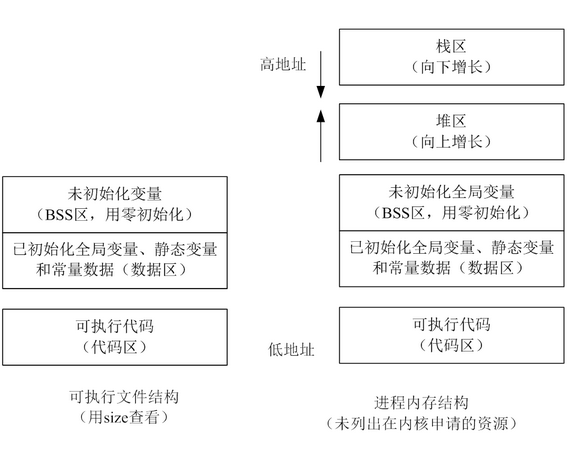 高地址
栈区
（向下增长）
堆区
（向上增长）
未初始化变量
（BSS区，用零初始化）
已初始化全局变量、静态变量
和常量数据（数据区）
可执行代码
（代码区）
未初始化全局变量
（BSS区，用零初始化）
已初始化全局变量、静态变量
和常量数据（数据区）
低地址
可执行代码
（代码区）
可执行文件结构
（用size查看）
进程内存结构
（未列出在内核申请的资源）